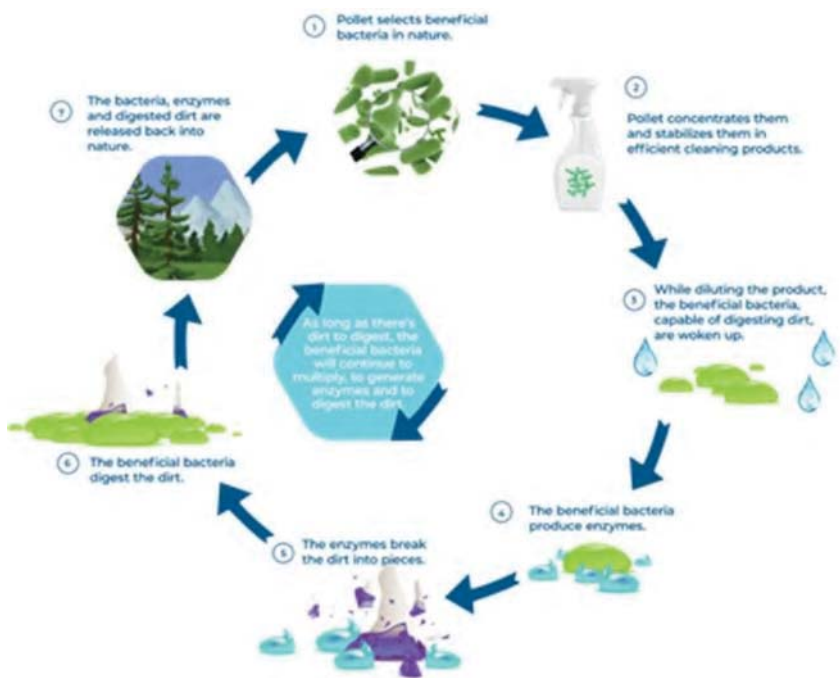 1
Pollet selects beneficial
bacteria in nature.
2
Pollet concentrates them
and stabilizes them in
efficient cleaning products.
3
While diluting the product,
the beneficial bacteria,
capable of digesting dirt,
are woken up.
4
The beneficial bacteria
produce enzymes.
5
The enzymes break
the dirt into pieces.
6
The beneficial bacteria
digest the dirt.
7
The bacteria, enzymes
and digested dirt are
released back into
nature.
As long as there's
dirt to digest, the
beneficial bacteria
will continue to
multiply, to generate
enzymes and to
digest the dirt.